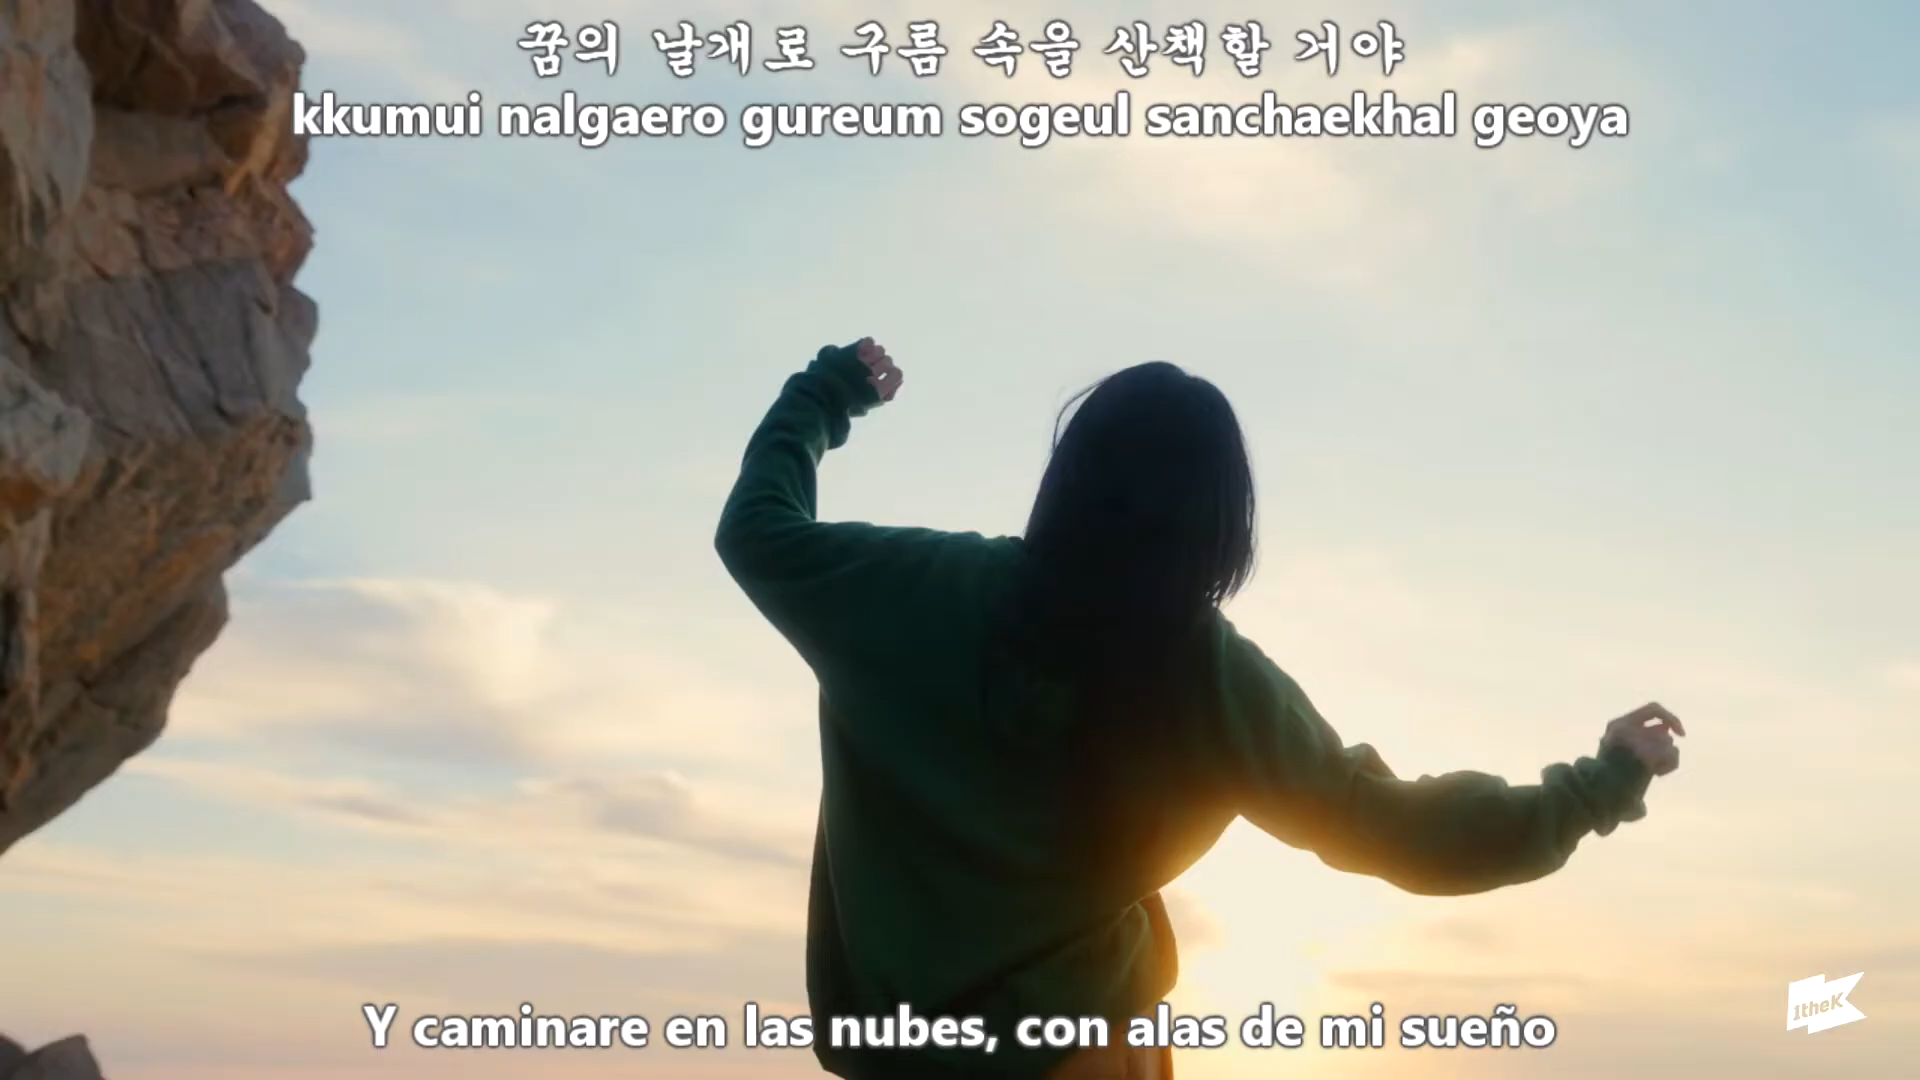 꿈의 날개로 구름 속을 산책할 거야
kkumui nalgaero gureum sogeul sanchaekhal geoya
Y caminare en las nubes, con alas de mi sueño
1theK